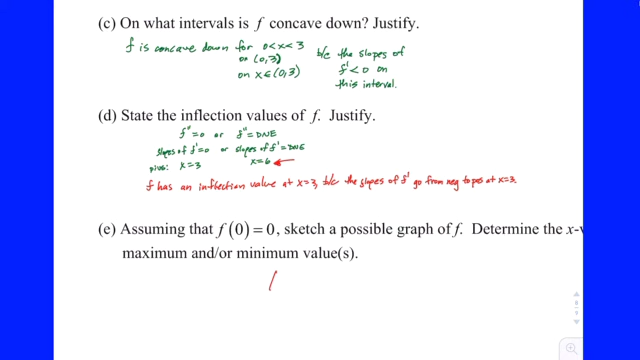 (c) On what intervals is f concave down? Justify.
f is concave down for 0 < x < 3 b/c the slopes of
on (0,3) f' < 0 on
on x ∈ (0,3) this interval.
(d) State the inflection values of f. Justify.
f" = 0 or f" = DNE
slopes of f' = 0 or slopes of f' = DNE
x = 3 x = 6
f has an inflection value at x = 3, b/c the slopes of f' go from neg to pos at x = 3.
(e) Assuming that f(0) = 0, sketch a possible graph of f. Determine the x-
maximum and/or minimum value(s).